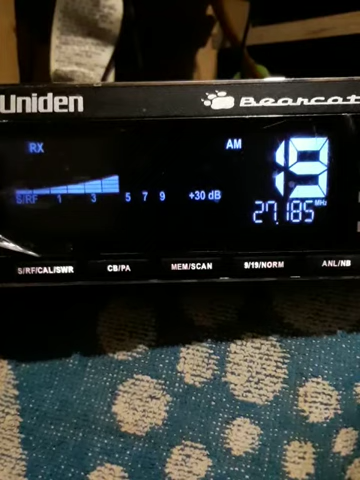 Uniden Bearcat
RX AM 19
S/RF 1 3 5 7 9 +30 dB
27.185 MHz
S/RF/CAL/SWR CB/PA MEM/SCAN 9/19/NORM ANL/NB